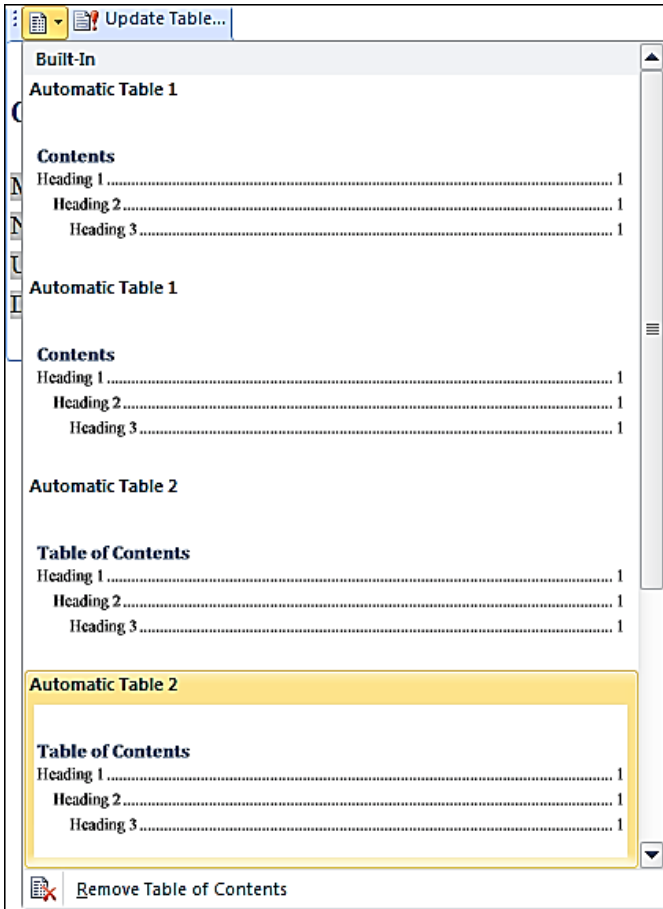 Update Table...
Built-In
Automatic Table 1
Contents
Heading 1 ........ 1
Heading 2 ........ 1
Heading 3 ........ 1
Automatic Table 1
Contents
Heading 1 ........ 1
Heading 2 ........ 1
Heading 3 ........ 1
Automatic Table 2
Table of Contents
Heading 1 ........ 1
Heading 2 ........ 1
Heading 3 ........ 1
Automatic Table 2
Table of Contents
Heading 1 ........ 1
Heading 2 ........ 1
Heading 3 ........ 1
Remove Table of Contents